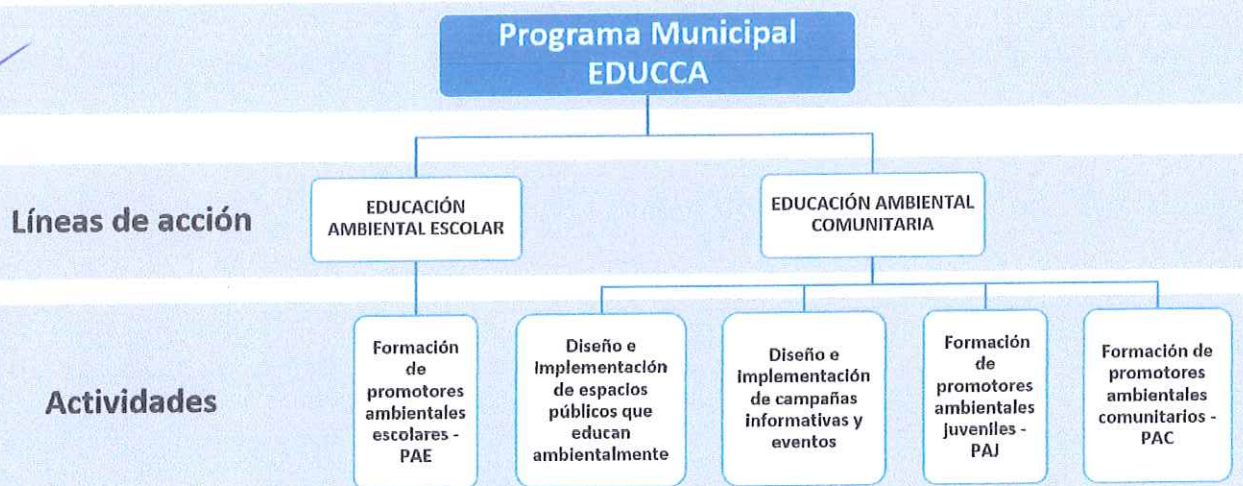 Programa Municipal
EDUCCA
Líneas de acción
EDUCACIÓN
AMBIENTAL ESCOLAR
EDUCACIÓN AMBIENTAL
COMUNITARIA
Actividades
Formación
de
promotores
ambientales
escolares -
PAE
Diseño e
implementación
de espacios
públicos que
educan
ambientalmente
Diseño e
implementación
de campañas
informativas y
eventos
Formación
de
promotores
ambientales
juveniles -
PAJ
Formación de
promotores
ambientales
comunitarios -
PAC